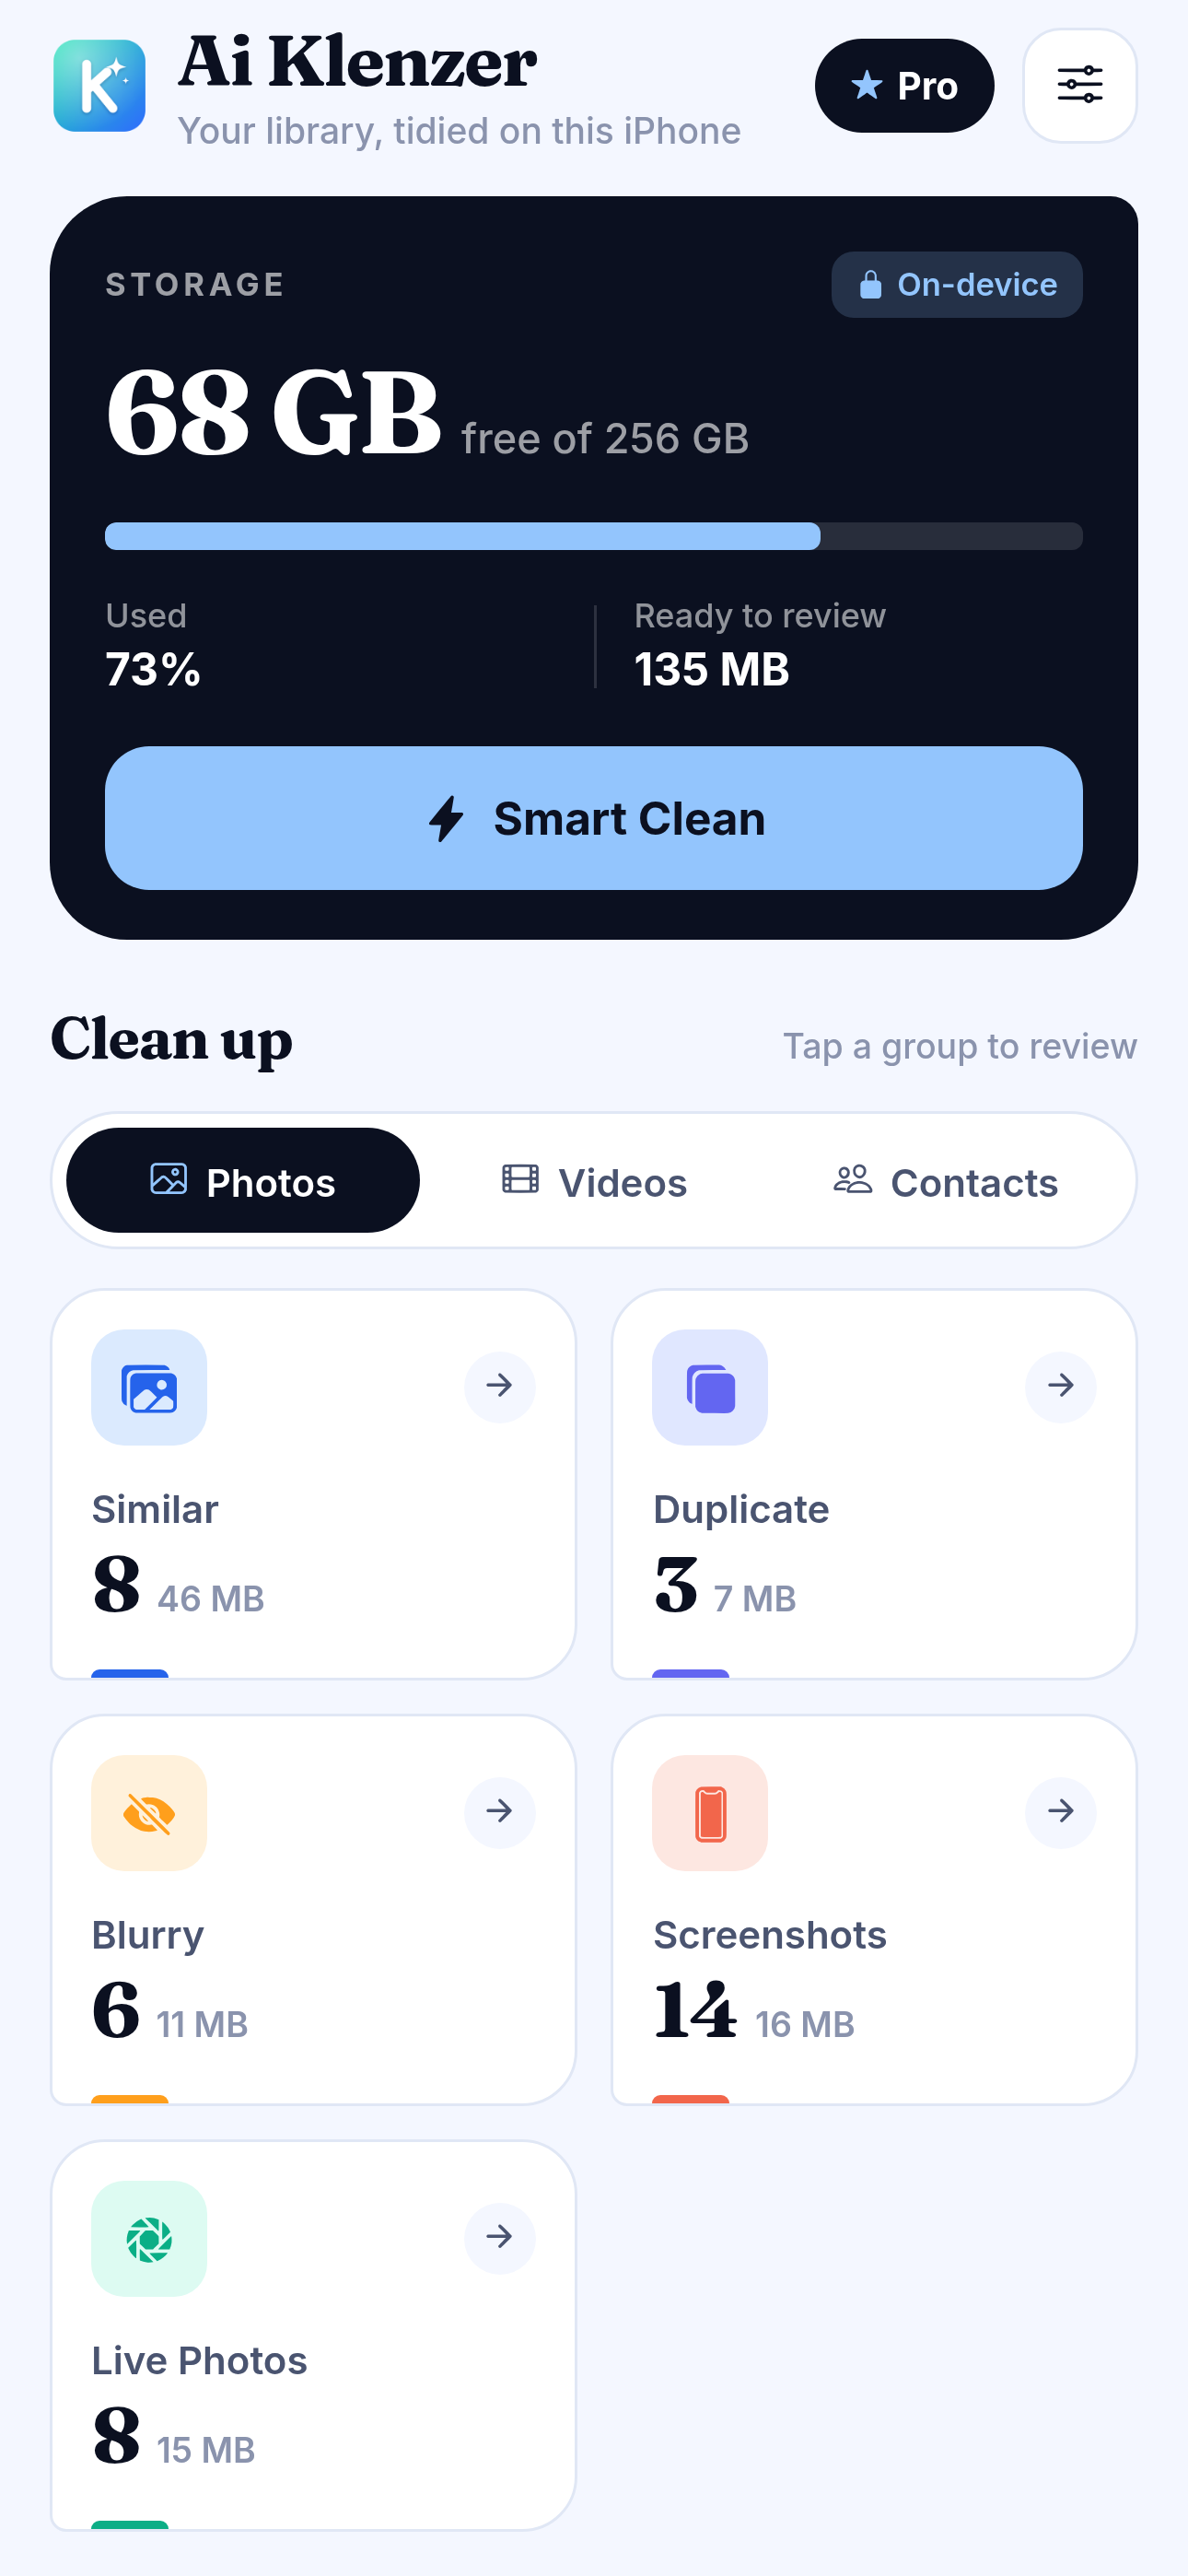 Ai Klenzer
Your library, tidied on this iPhone
Pro
STORAGE
On-device
68 GB free of 256 GB
Used
73%
Ready to review
135 MB
Smart Clean
Clean up
Tap a group to review
Photos
Videos
Contacts
Similar
8 46 MB
Duplicate
3 7 MB
Blurry
6 11 MB
Screenshots
14 16 MB
Live Photos
8 15 MB